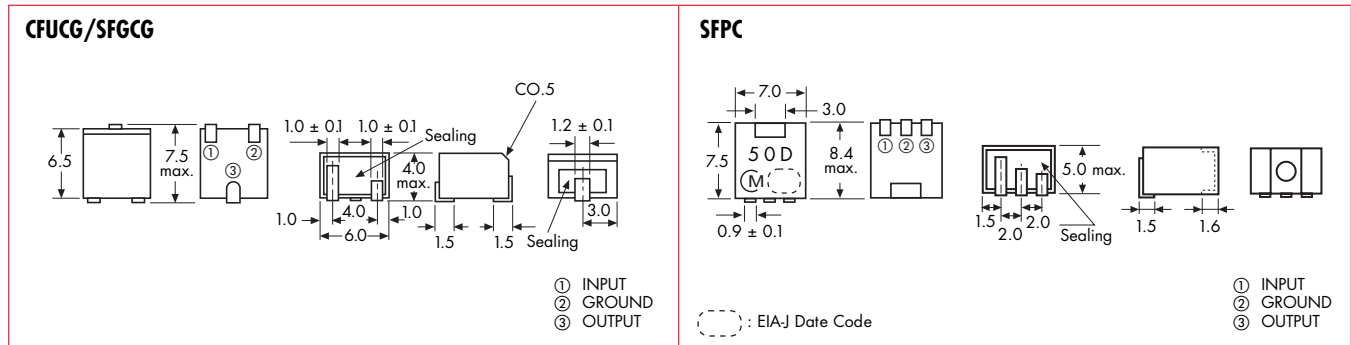 CFUCG/SFGCG
6.5
7.5
max.
①
②
③
1.0 ± 0.1
1.0 ± 0.1
Sealing
4.0
max.
1.0
4.0
1.0
6.0
CO.5
1.5
1.5
1.2 ± 0.1
3.0
Sealing
① INPUT
② GROUND
③ OUTPUT
SFPC
7.0
3.0
7.5
50D
M
8.4
max.
0.9 ± 0.1
① ② ③
5.0 max.
1.5
2.0
2.0
Sealing
1.5
1.6
: EIA-J Date Code
① INPUT
② GROUND
③ OUTPUT